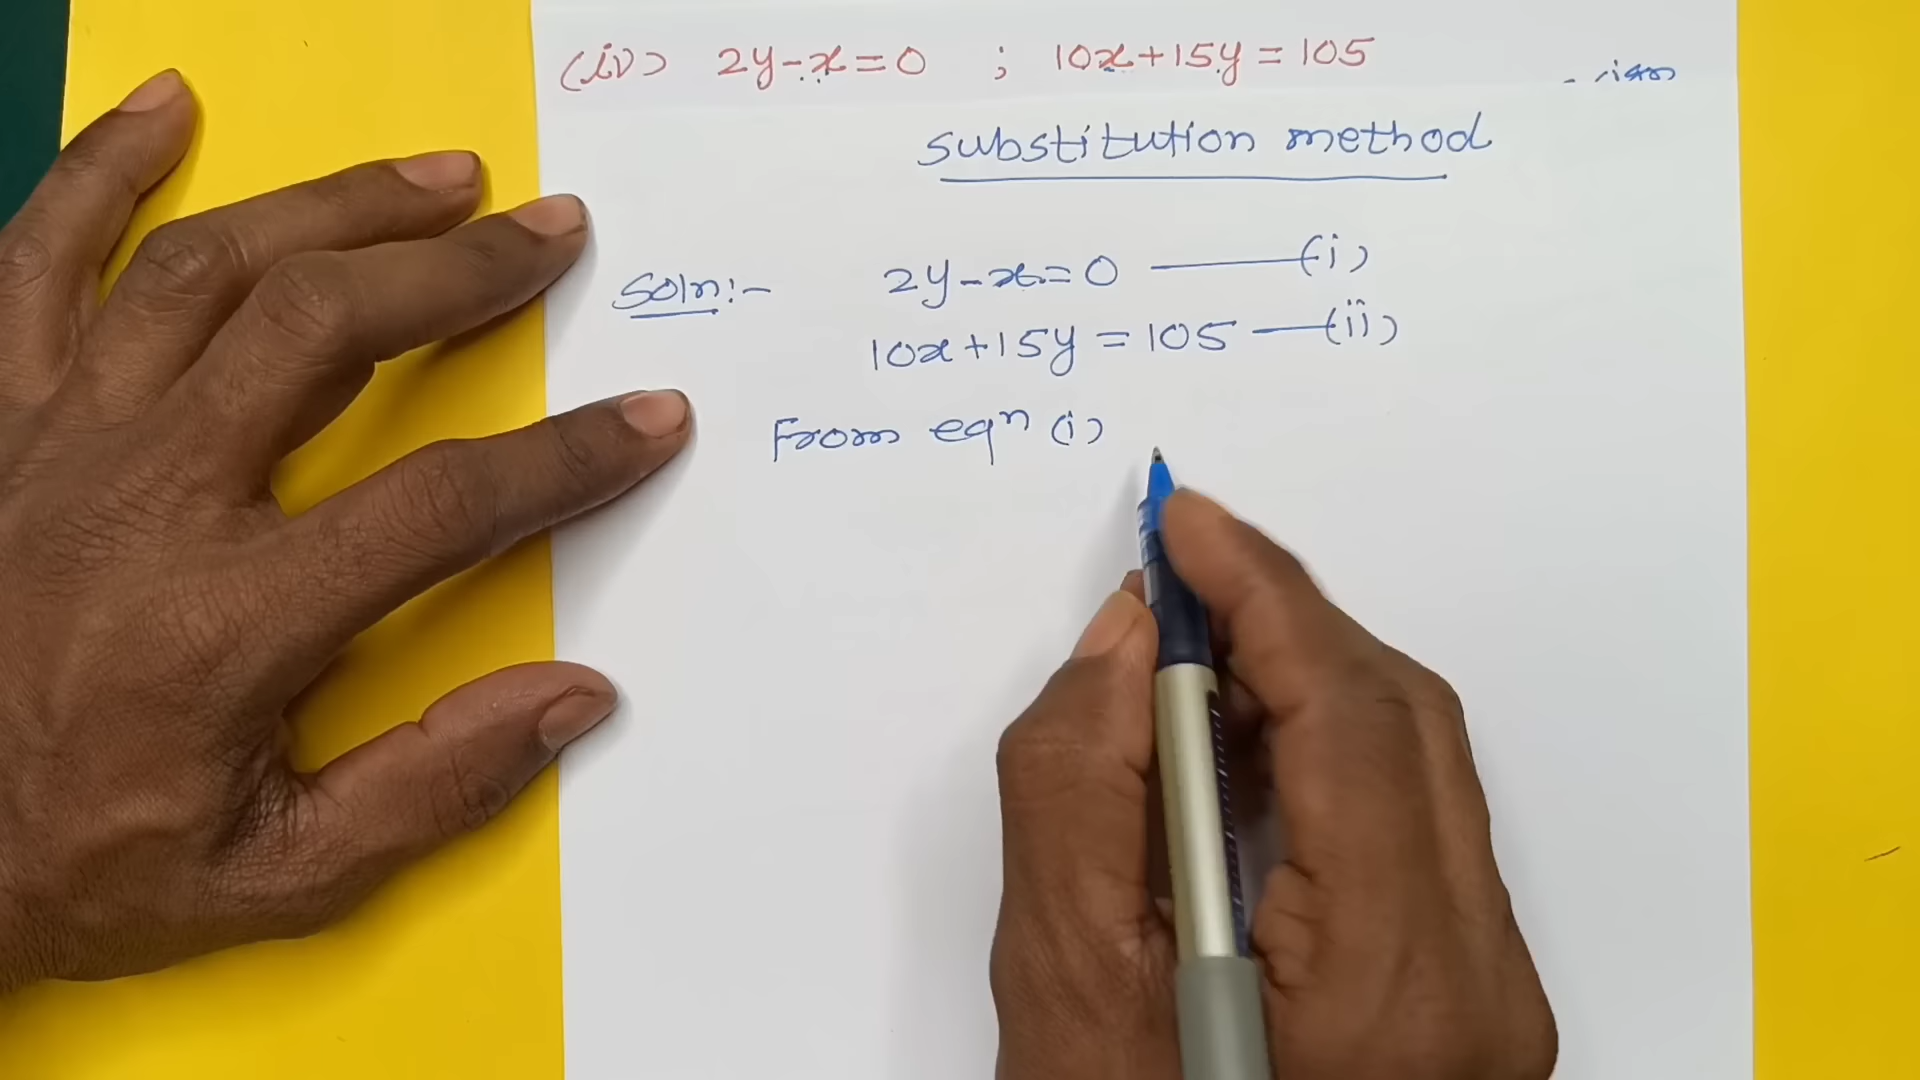 (iv) 2y-x=0 ; 10x+15y=105
substitution method
Soln:- 2y-x=0 ——(i)
10x+15y=105 —(ii)
From eqⁿ (i)